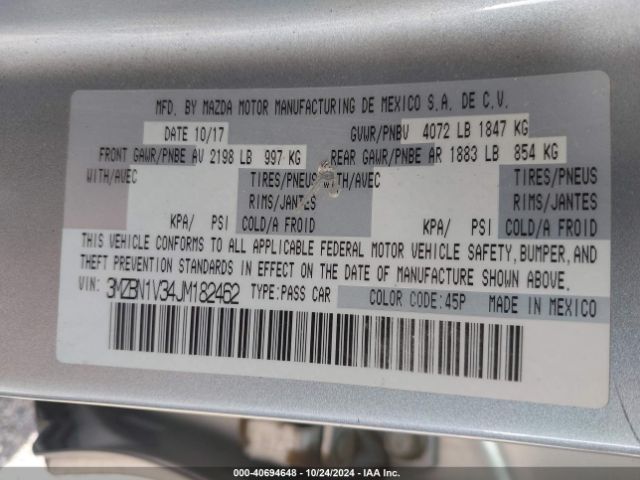 MFD. BY MAZDA MOTOR MANUFACTURING DE MEXICO S.A. DE C.V.
DATE 10/17 GVWR/PNBV 4072 LB 1847 KG
FRONT GAWR/PNBE AV 2198 LB 997 KG REAR GAWR/PNBE AR 1883 LB 854 KG
WITH/AVEC TIRES/PNEUS WITH/AVEC TIRES/PNEUS
RIMS/JANTES RIMS/JANTES
KPA/ PSI COLD/A FROID KPA/ PSI COLD/A FROID
THIS VEHICLE CONFORMS TO ALL APPLICABLE FEDERAL MOTOR VEHICLE SAFETY, BUMPER, AND
THEFT PREVENTION STANDARDS IN EFFECT ON THE DATE OF MANUFACTURE SHOWN ABOVE.
VIN: 3MZBN1V34JM182462 TYPE:PASS CAR COLOR CODE:45P MADE IN MEXICO
000-40694648 - 10/24/2024 - IAA Inc.